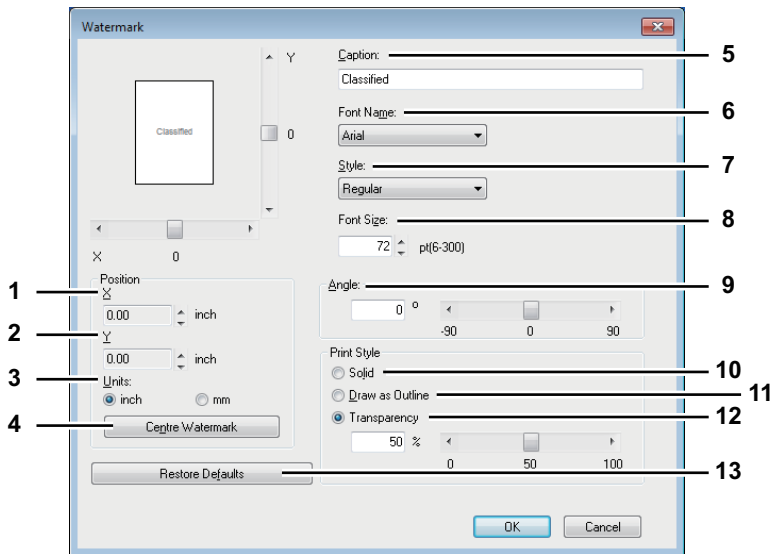 Watermark
Y
0
Classified
X 0
Position
X
0.00 inch
Y
0.00 inch
Units:
inch mm
Centre Watermark
Restore Defaults
Caption:
Classified
Font Name:
Arial
Style:
Regular
Font Size:
72 pt(6-300)
Angle:
0 °
-90 0 90
Print Style
Solid
Draw as Outline
Transparency
50 %
0 50 100
OK Cancel
1
2
3
4
5
6
7
8
9
10
11
12
13